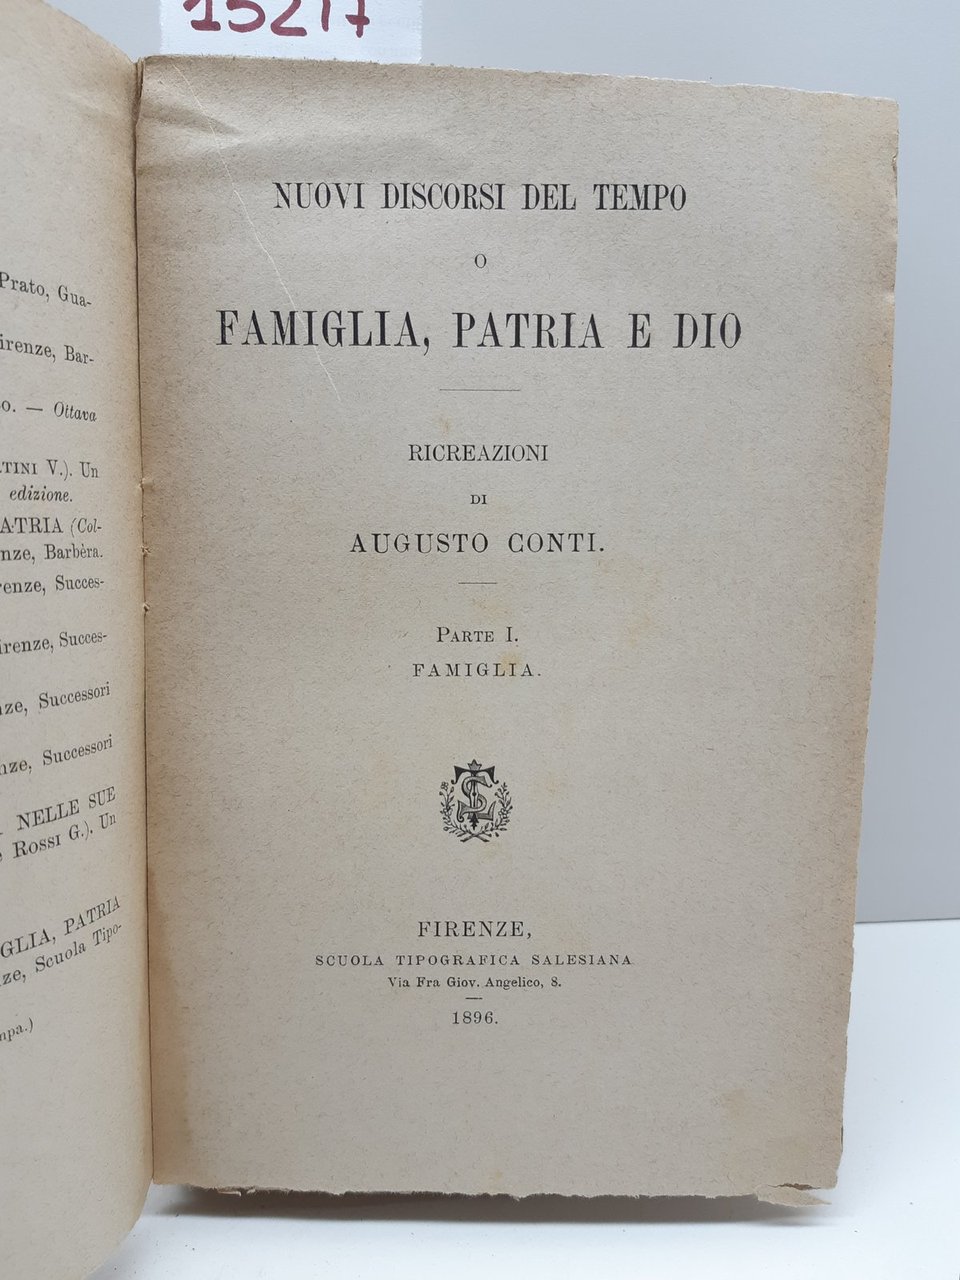 15217
Prato, Gua-
irenze, Bar-
o. — Ottava
TINI V.). Un
edizione.
ATRIA (Col-
nze, Barbèra.
renze, Succes-
irenze, Succes-
nze, Successori
nze, Successori
NELLE SUE
, ROSSI G.). Un
GLIA, PATRIA
nze, Scuola Tipo-
mpa.)
NUOVI DISCORSI DEL TEMPO
O
FAMIGLIA, PATRIA E DIO
RICREAZIONI
DI
AUGUSTO CONTI.
PARTE I.
FAMIGLIA.
FIRENZE,
SCUOLA TIPOGRAFICA SALESIANA
Via Fra Giov. Angelico, 8.
1896.